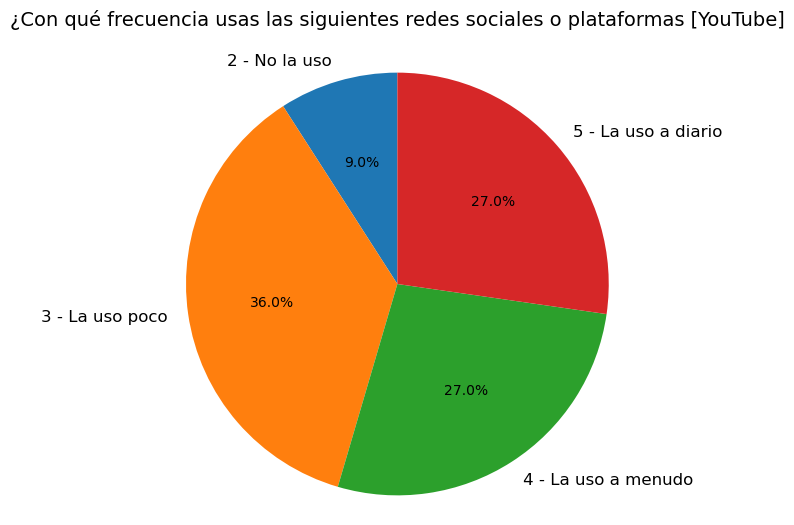 ¿Con qué frecuencia usas las siguientes redes sociales o plataformas [YouTube]
2 - No la uso
5 - La uso a diario
9.0%
27.0%
36.0%
3 - La uso poco
27.0%
4 - La uso a menudo